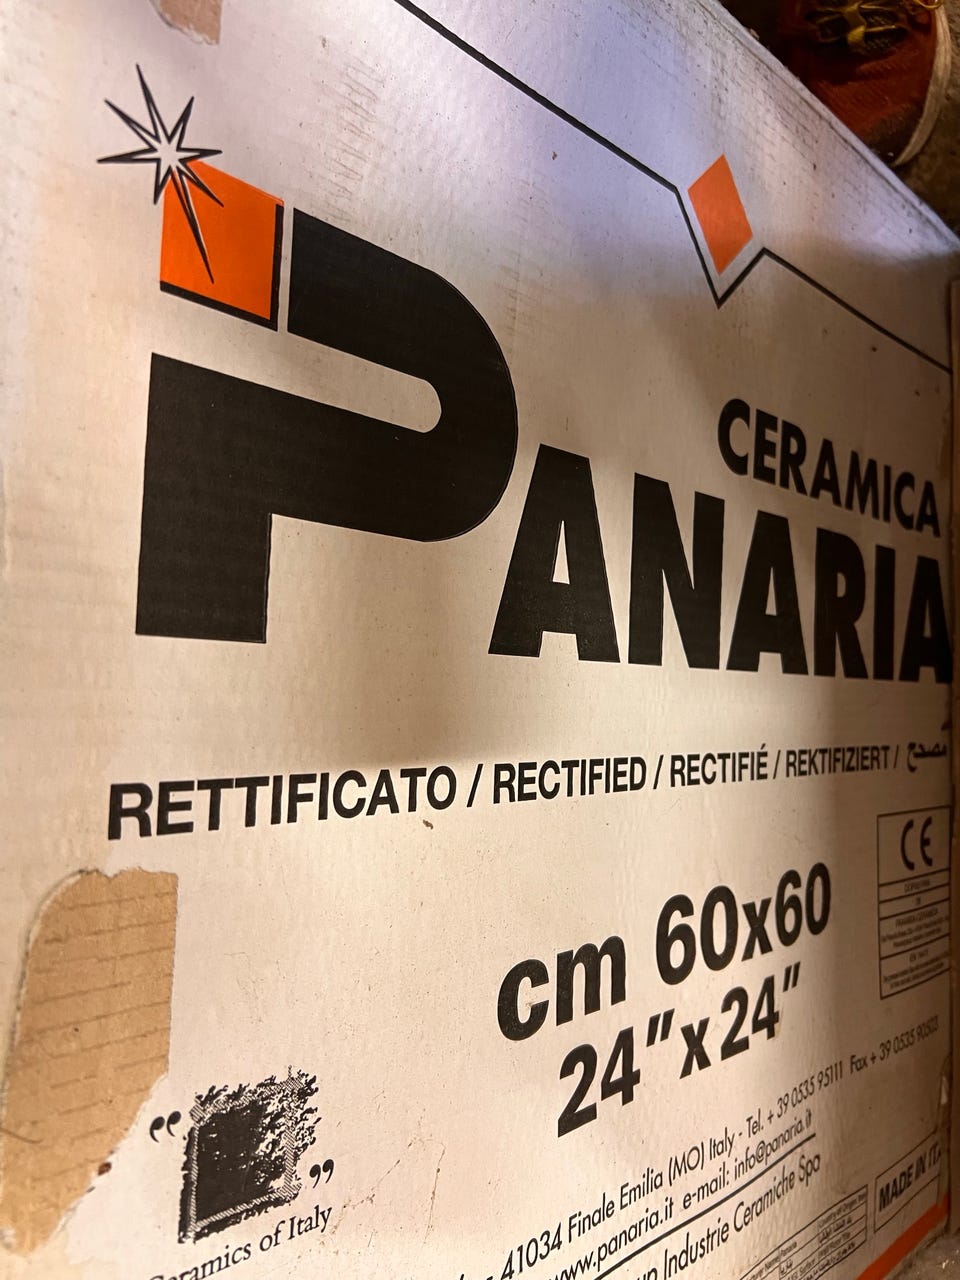 CERAMICA
PANARIA
RETTIFICATO / RECTIFIED / RECTIFIÉ / REKTIFIZIERT / مصحح
CE
cm 60x60
24"x24"
41034 Finale Emilia (MO) Italy - Tel. + 39 0535 95111 Fax + 39 0535 90503
www.panaria.it e-mail: info@panaria.it
Industrie Ceramiche Spa
MADE IN
of Italy